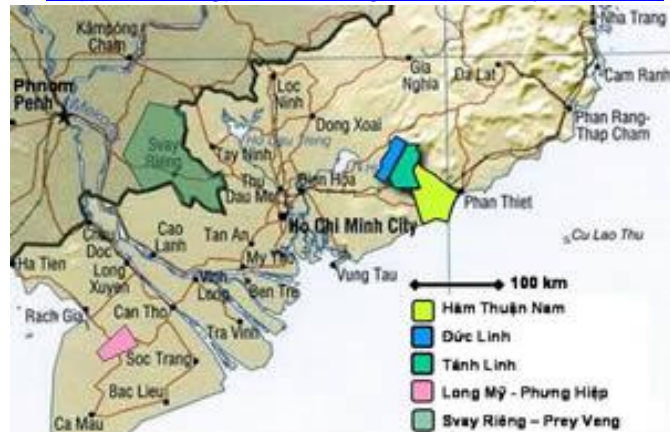 Nha Trang
Kâmpóng
Cham
Phnom
Penh
Loc
Ninh
Gia
Nghia
Da Lat
Cam Ranh
Dong Xoai
Phan Rang-
Thap Cham
Svay
Riêng
Tay Ninh
Thu
Dau Mot
Bien Hoa
Phan Thiet
Ho Chi Minh City
Cu Lao Thu
Chau
Doc
Cao
Lanh
Tan An
Ha Tien
Long
Xuyen
My Tho
Vung Tau
Vinh
Long
Ben Tre
100 km
Rach Gia
Can Tho
Tra Vinh
Soc Trang
Bac Lieu
Ca Mau
Hàm Thuận Nam
Đức Linh
Tánh Linh
Long Mỹ - Phụng Hiệp
Svay Riêng – Prey Veng